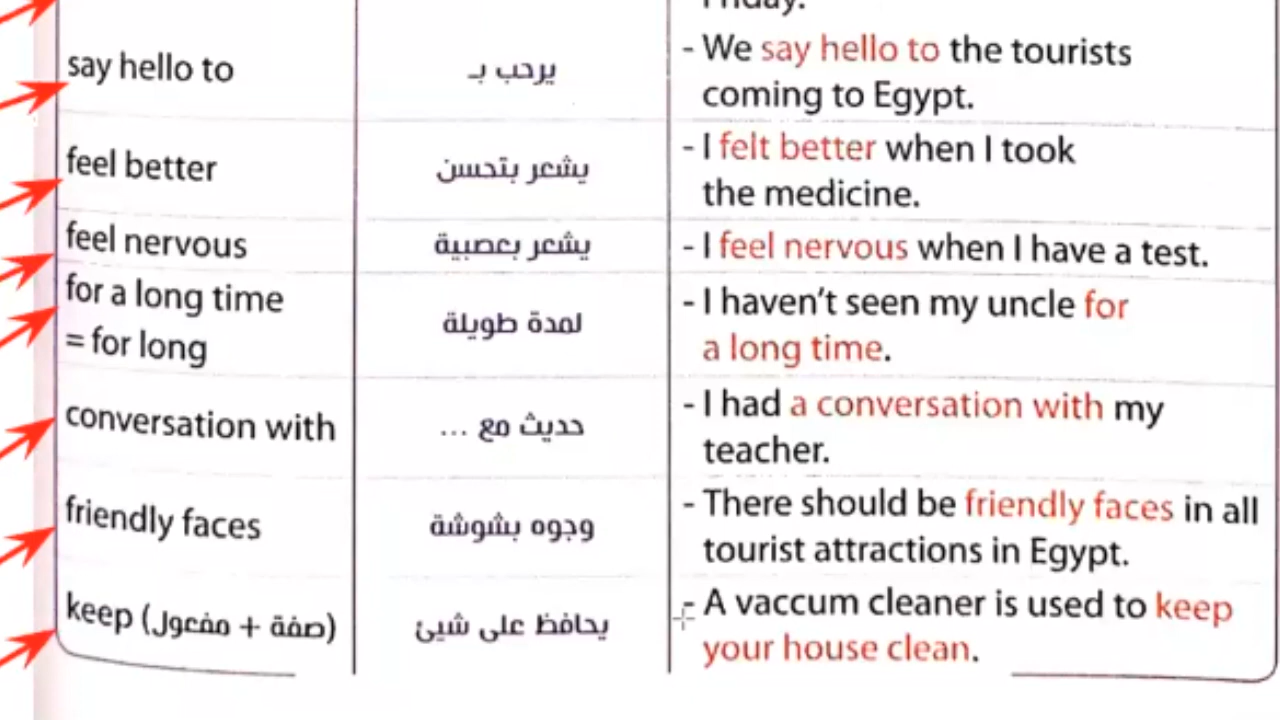 Friday.
say hello to
يرحب بـ
- We say hello to the tourists
coming to Egypt.
feel better
يشعر بتحسن
- I felt better when I took
the medicine.
feel nervous
يشعر بعصبية
- I feel nervous when I have a test.
for a long time
= for long
لمدة طويلة
- I haven't seen my uncle for
a long time.
conversation with
حديث مع ...
- I had a conversation with my
teacher.
friendly faces
وجوه بشوشة
- There should be friendly faces in all
tourist attractions in Egypt.
keep (صفة + مفعول)
يحافظ على شيئ
- A vaccum cleaner is used to keep
your house clean.